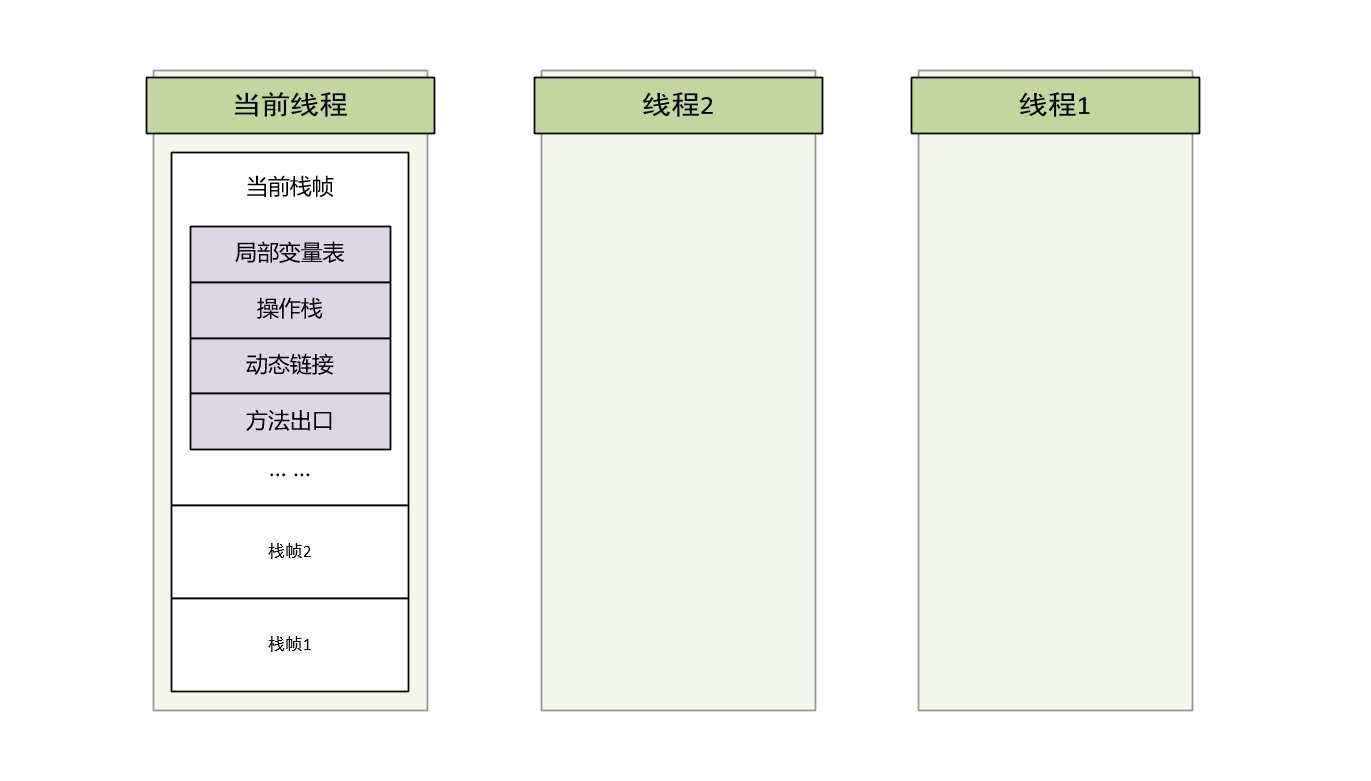 当前线程
线程2
线程1
当前栈帧
局部变量表
操作栈
动态链接
方法出口
... ...
栈帧2
栈帧1